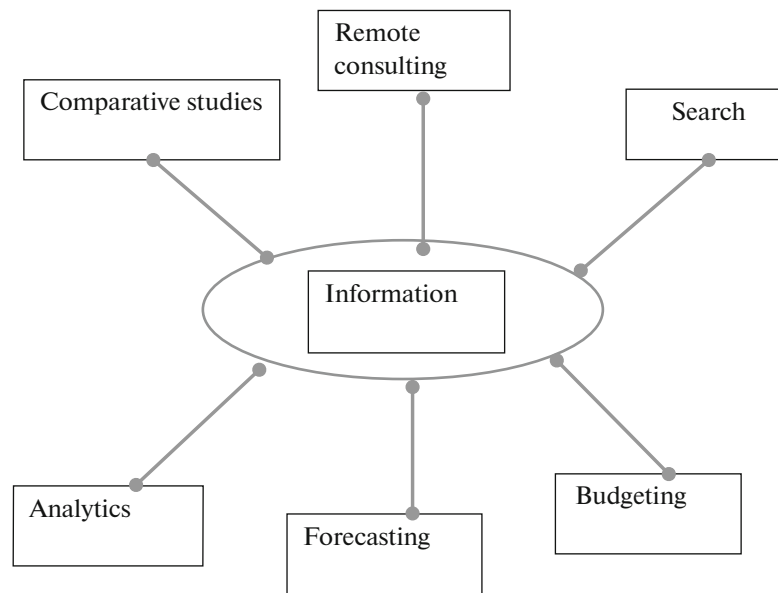 Remote
consulting
Comparative studies
Search
Information
Analytics
Budgeting
Forecasting